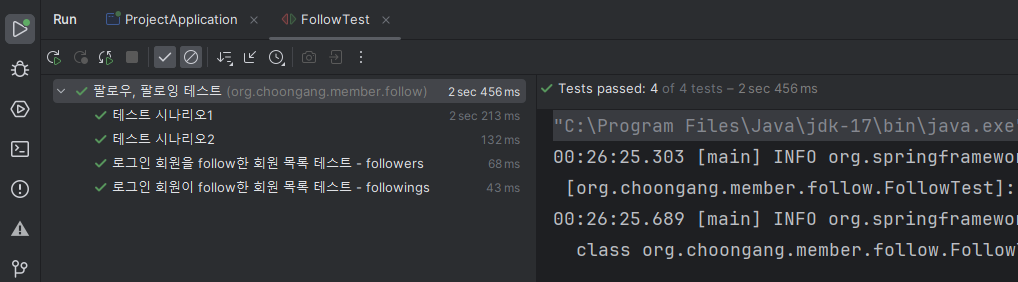 Run ProjectApplication FollowTest
팔로우, 팔로잉 테스트 (org.choongang.member.follow) 2 sec 456 ms
테스트 시나리오1 2 sec 213 ms
테스트 시나리오2 132 ms
로그인 회원을 follow한 회원 목록 테스트 - followers 68 ms
로그인 회원이 follow한 회원 목록 테스트 - followings 43 ms
Tests passed: 4 of 4 tests – 2 sec 456 ms
"C:\Program Files\Java\jdk-17\bin\java.exe"
00:26:25.303 [main] INFO org.springframewor
[org.choongang.member.follow.FollowTest]:
00:26:25.689 [main] INFO org.springframewor
class org.choongang.member.follow.Follow